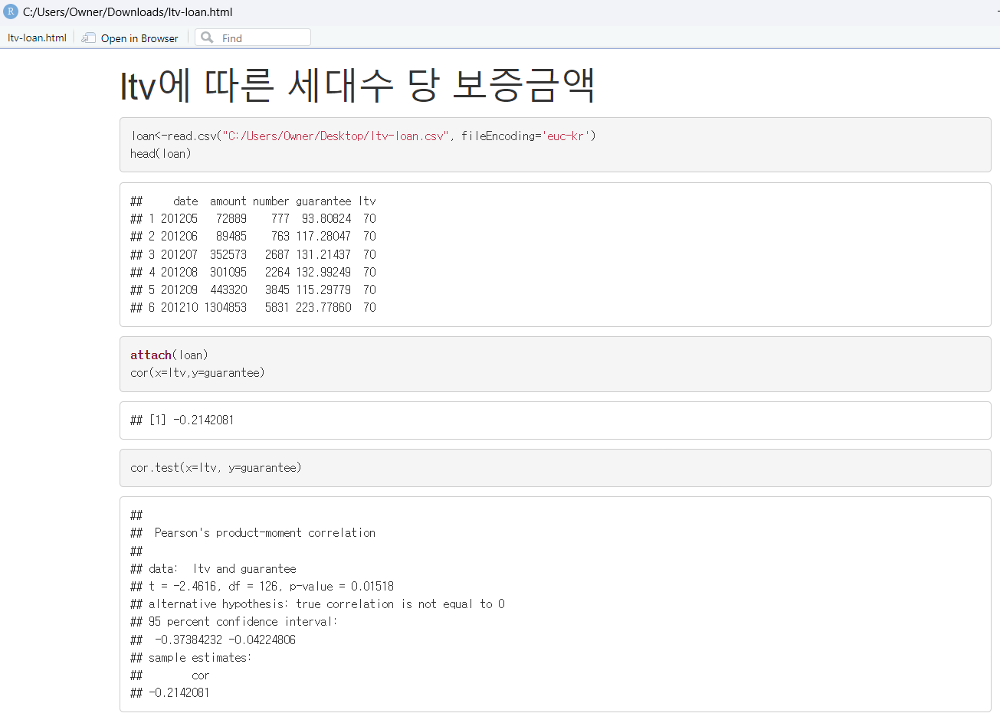 R C:/Users/Owner/Downloads/ltv-loan.html
ltv-loan.html Open in Browser Find
ltv에 따른 세대수 당 보증금액
loan<-read.csv("C:/Users/Owner/Desktop/ltv-loan.csv", fileEncoding='euc-kr')
head(loan)
##     date  amount number guarantee ltv
## 1 201205   72889    777  93.80824  70
## 2 201206   89485    763 117.28047  70
## 3 201207  352573   2687 131.21437  70
## 4 201208  301095   2264 132.99249  70
## 5 201209  443320   3845 115.29779  70
## 6 201210 1304853   5831 223.77860  70
attach(loan)
cor(x=ltv,y=guarantee)
## [1] -0.2142081
cor.test(x=ltv, y=guarantee)
##
##  Pearson's product-moment correlation
##
## data:  ltv and guarantee
## t = -2.4616, df = 126, p-value = 0.01518
## alternative hypothesis: true correlation is not equal to 0
## 95 percent confidence interval:
##  -0.37384232 -0.04224806
## sample estimates:
##        cor
## -0.2142081